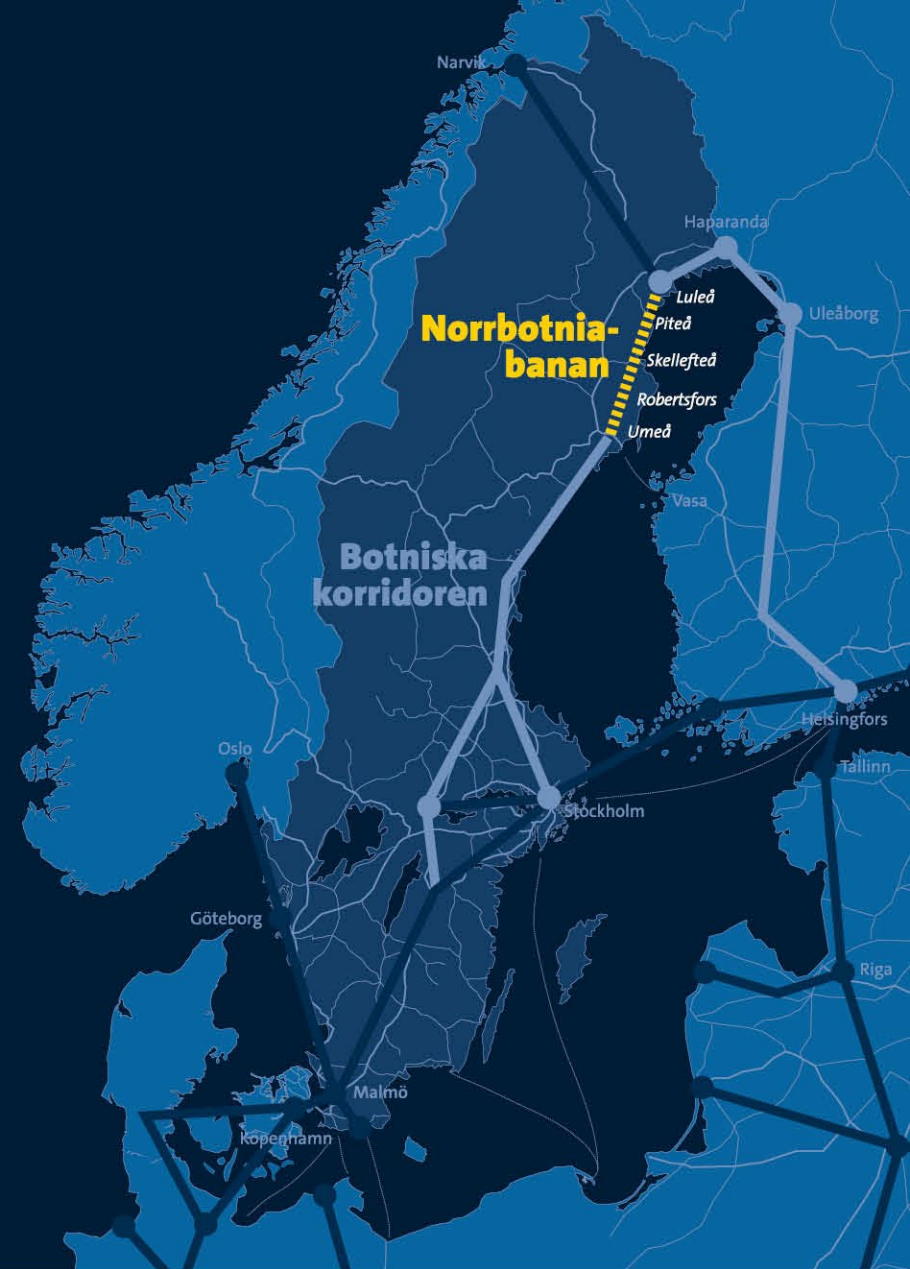 Narvik
Haparanda
Luleå
Uleåborg
Norrbotnia-
banan
Piteå
Skellefteå
Robertsfors
Umeå
Vasa
Botniska
korridoren
Helsingfors
Oslo
Tallinn
Stockholm
Göteborg
Riga
Malmö
Köpenhamn